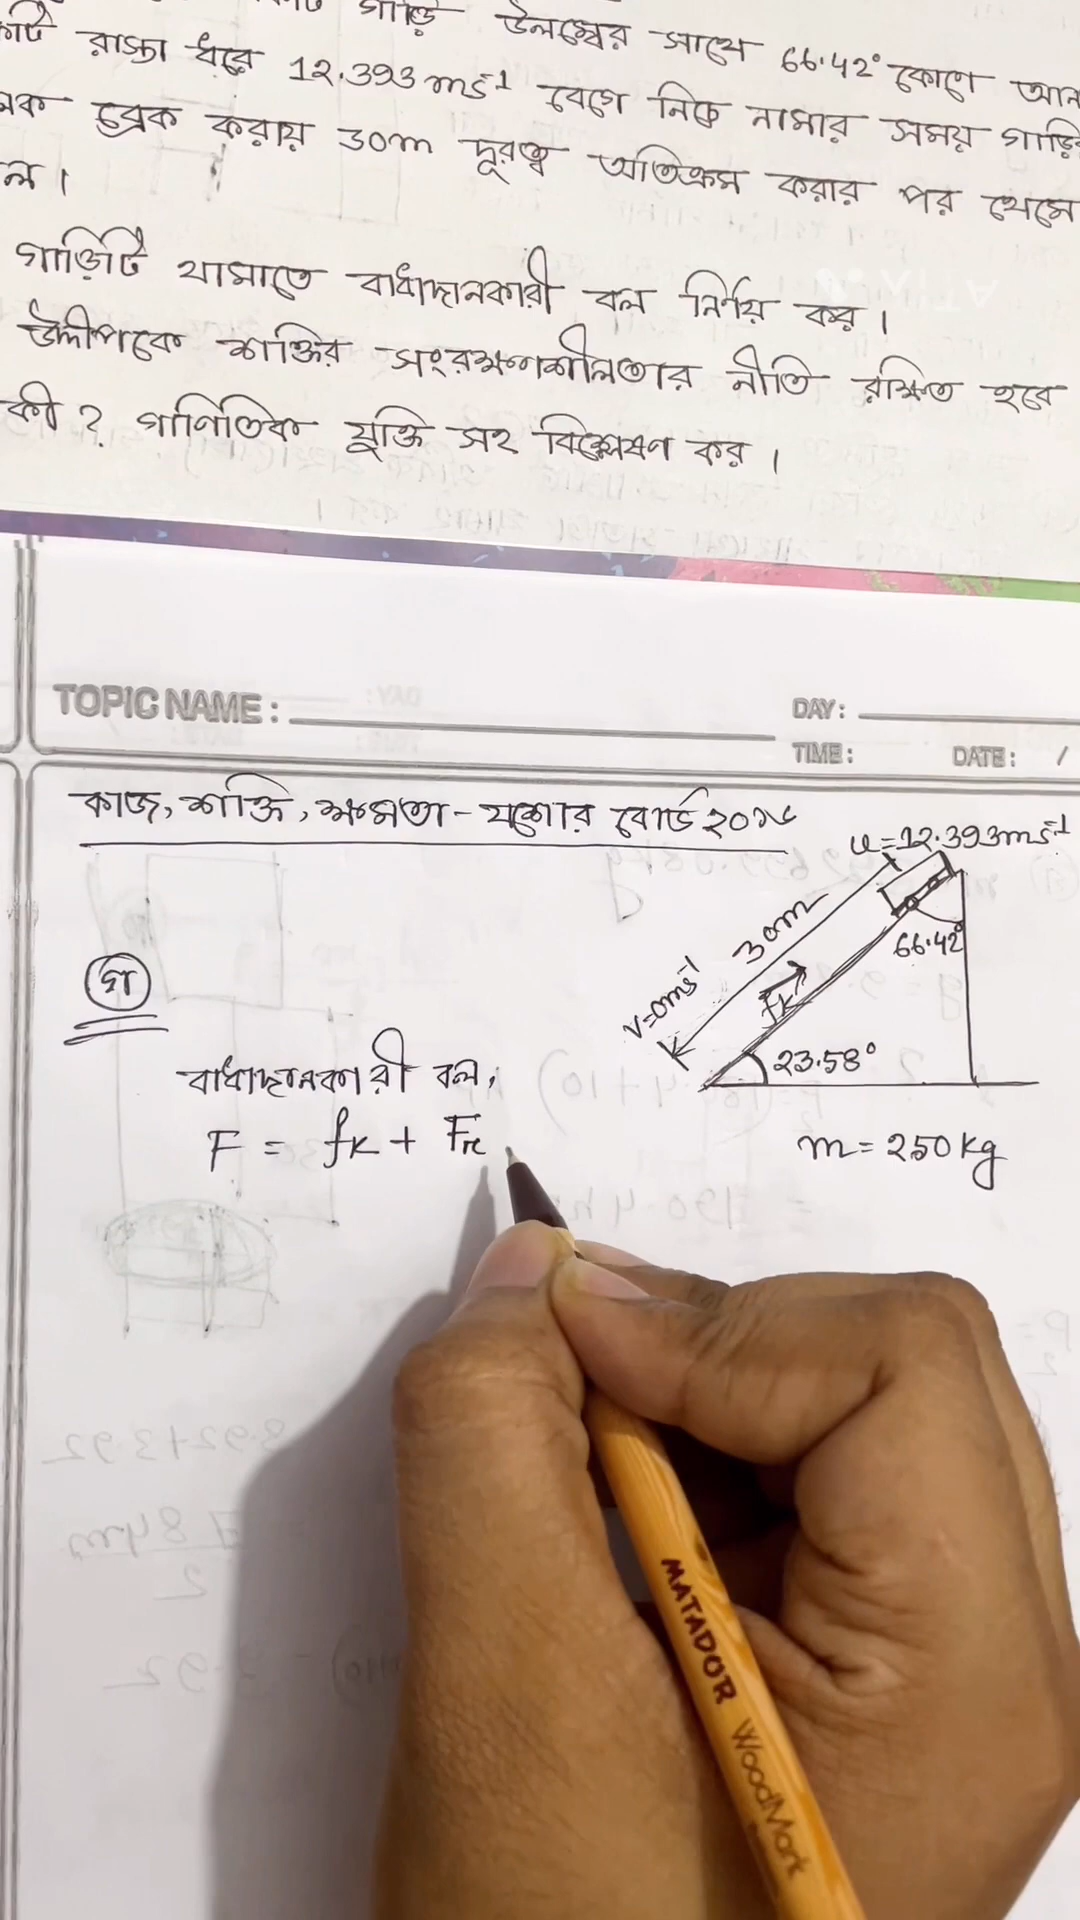 গাড়ি উলম্বের সাথে 66.42° কোণে আন
রাস্তা ধরে 12.393ms⁻¹ বেগে নিচে নামার সময় গাড়ি
ব্রেক করায় 30m দূরত্ব অতিক্রম করার পর থেমে
ল।
গাড়িটি থামাতে বাধাদানকারী বল নির্ণয় কর।
উদ্দীপকে শক্তির সংরক্ষণশীলতার নীতি রক্ষিত হবে
কী? গাণিতিক যুক্তি সহ বিশ্লেষণ কর।
TOPIC NAME:
DAY:
TIME: DATE: /
কাজ, শক্তি, ক্ষমতা - যশোর বোর্ড ২০১৮
u=12.393ms⁻¹
30m
66.42°
v=0ms⁻¹
fk
23.58°
গ
বাধাদানকারী বল,
F = fk + Fr
m=250kg
MATADOR WoodMark